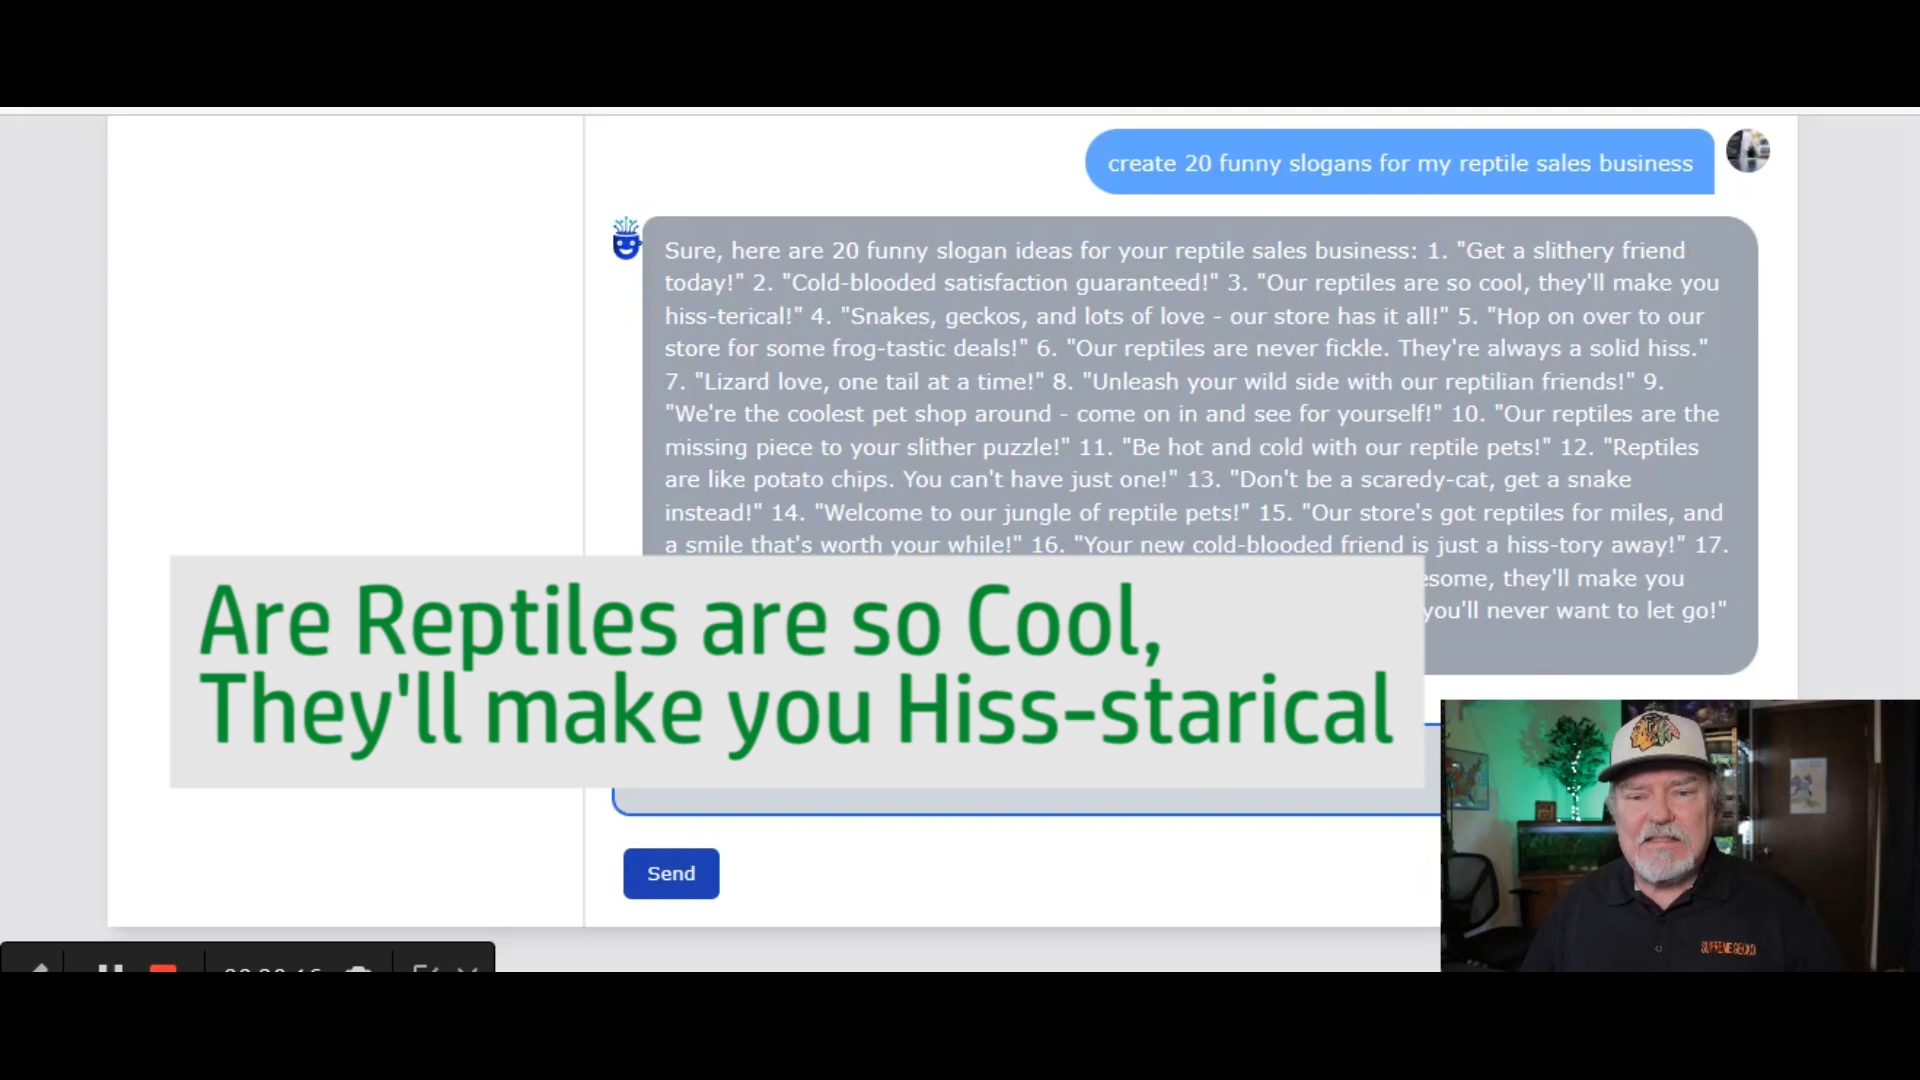 create 20 funny slogans for my reptile sales business
Sure, here are 20 funny slogan ideas for your reptile sales business: 1. "Get a slithery friend
today!" 2. "Cold-blooded satisfaction guaranteed!" 3. "Our reptiles are so cool, they'll make you
hiss-terical!" 4. "Snakes, geckos, and lots of love - our store has it all!" 5. "Hop on over to our
store for some frog-tastic deals!" 6. "Our reptiles are never fickle. They're always a solid hiss."
7. "Lizard love, one tail at a time!" 8. "Unleash your wild side with our reptilian friends!" 9.
"We're the coolest pet shop around - come on in and see for yourself!" 10. "Our reptiles are the
missing piece to your slither puzzle!" 11. "Be hot and cold with our reptile pets!" 12. "Reptiles
are like potato chips. You can't have just one!" 13. "Don't be a scaredy-cat, get a snake
instead!" 14. "Welcome to our jungle of reptile pets!" 15. "Our store's got reptiles for miles, and
a smile that's worth your while!" 16. "Your new cold-blooded friend is just a hiss-tory away!" 17.
they'll make you
you'll never want to let go!"
Are Reptiles are so Cool,
They'll make you Hiss-starical
Send
SUPREME GECKO